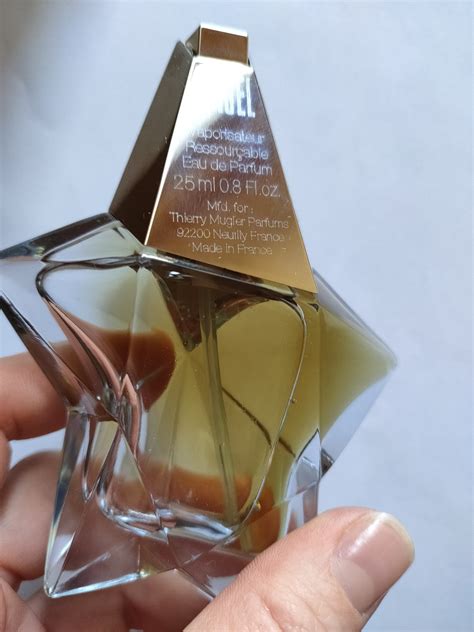 Vaporisateur
Ressourçable
Eau de Parfum
25 ml 0.8 Fl.oz.
Mfd. for:
Thierry Mugler Parfums
92200 Neuilly France
Made in France